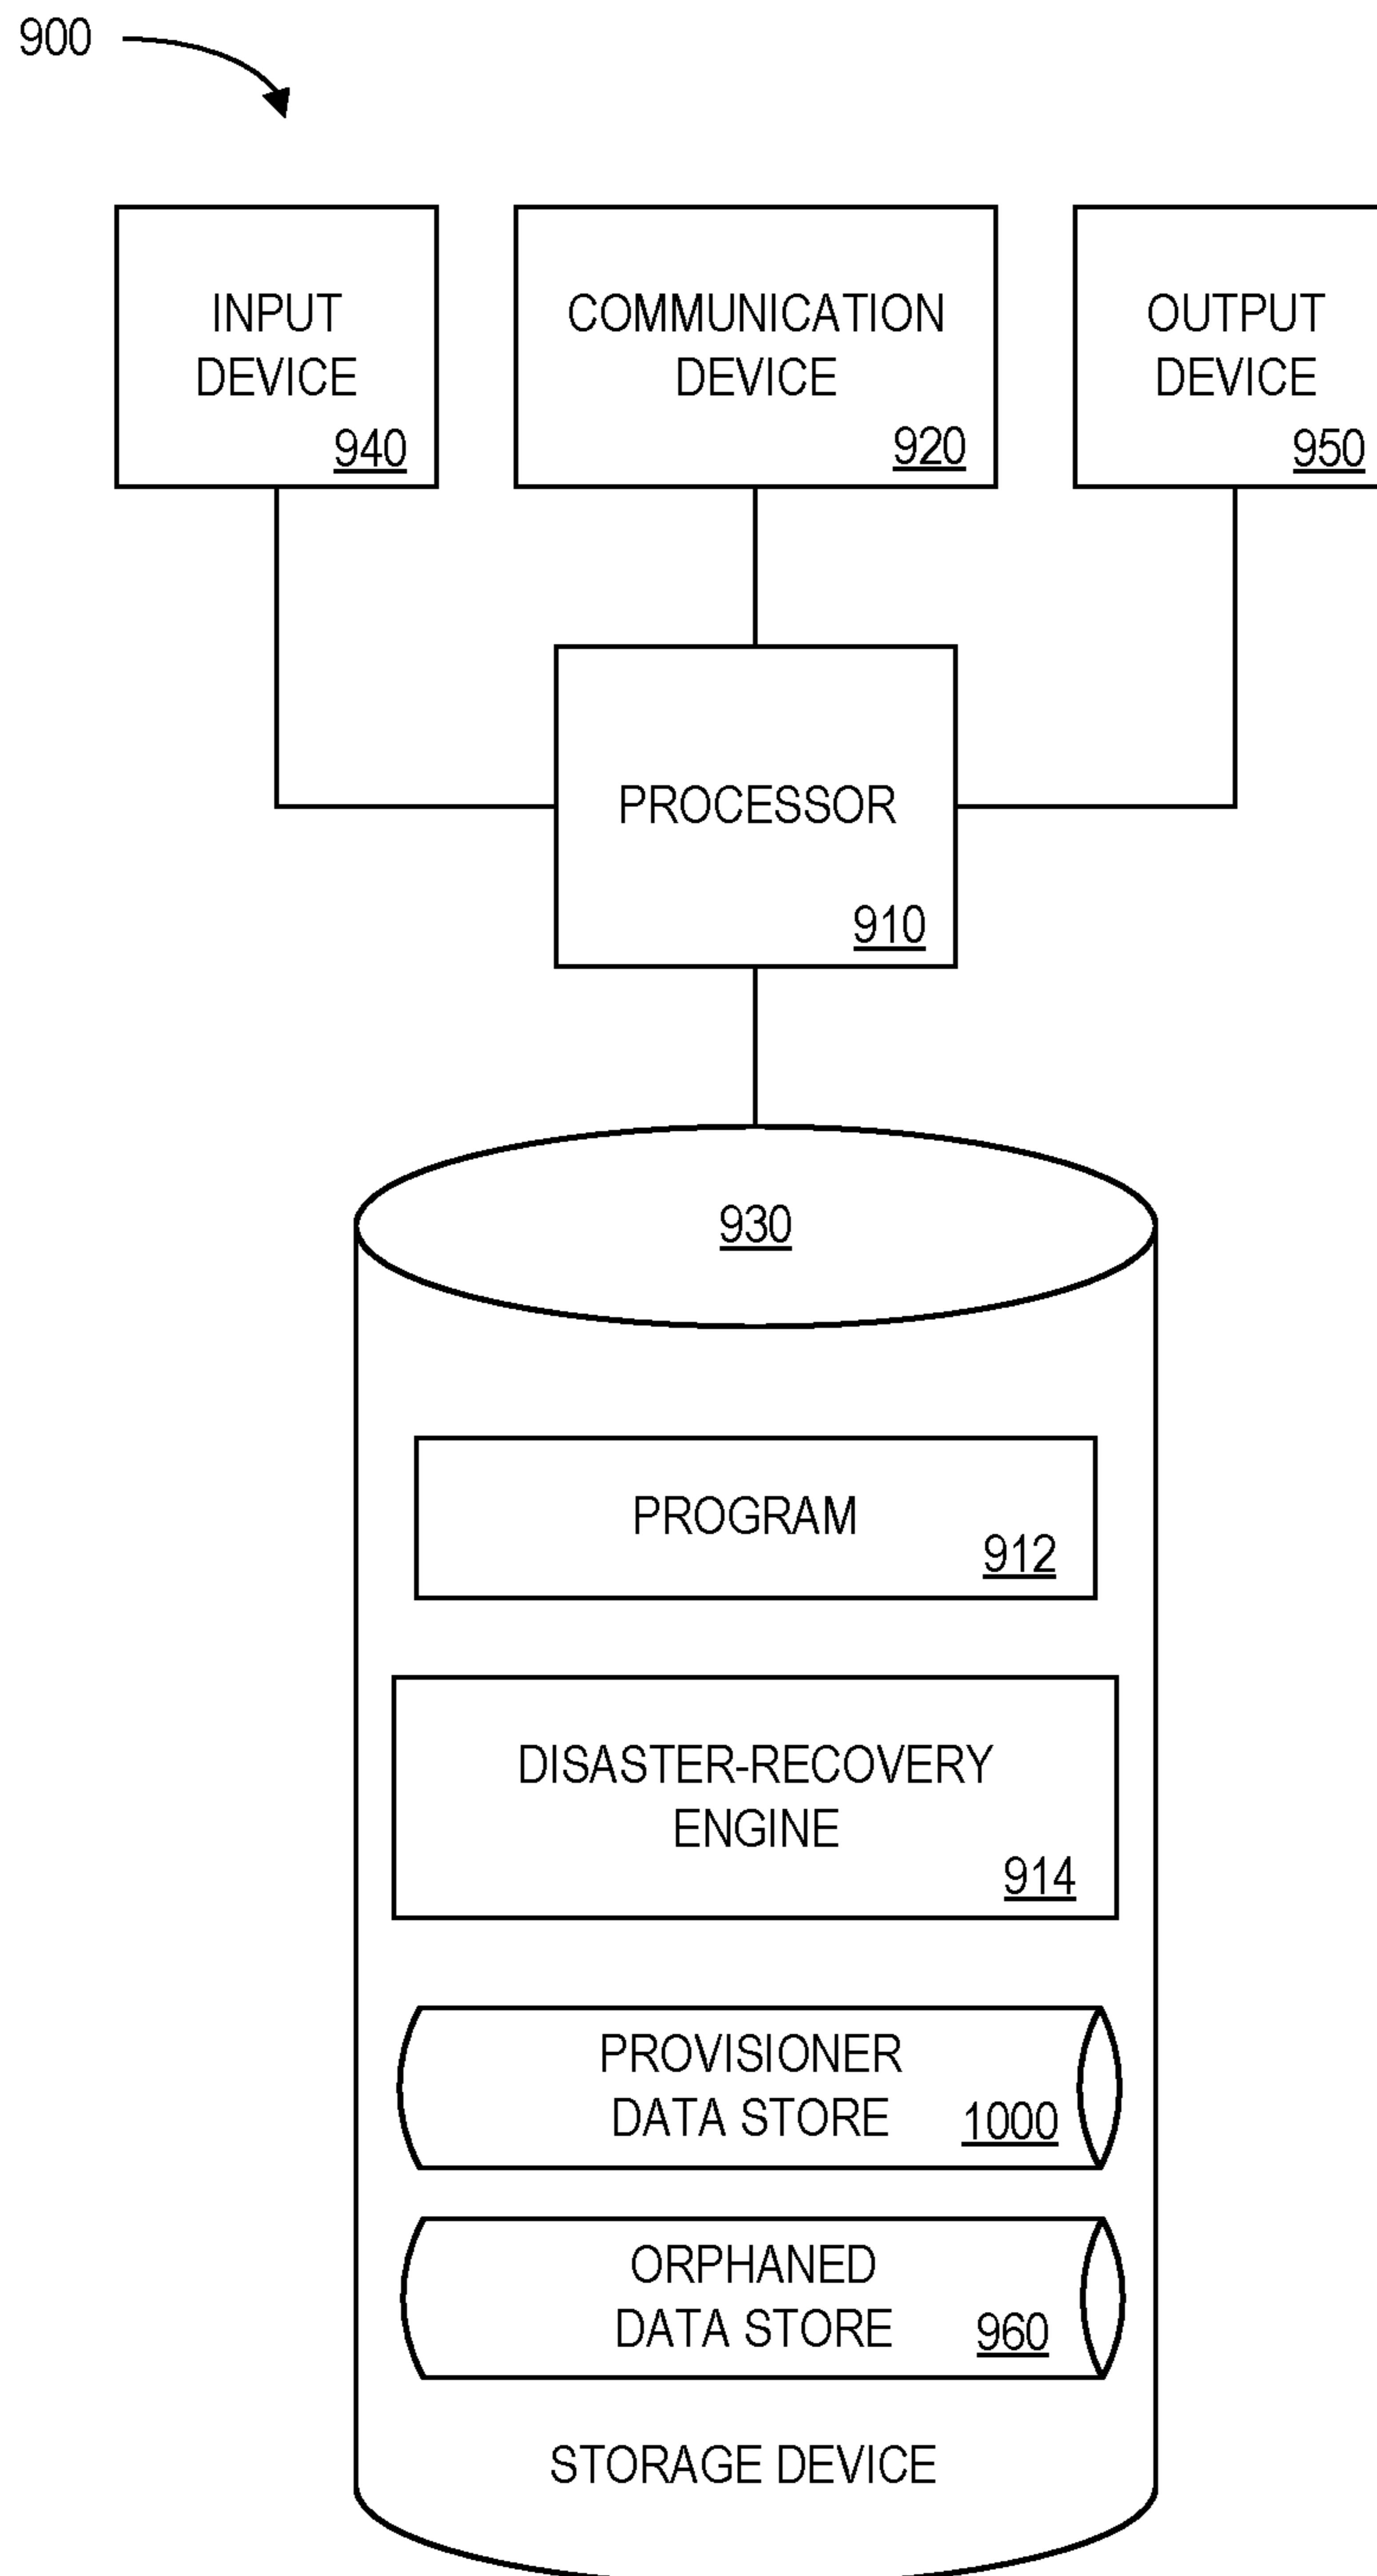 900
INPUT
DEVICE
940
COMMUNICATION
DEVICE
920
OUTPUT
DEVICE
950
PROCESSOR
910
930
PROGRAM
912
DISASTER-RECOVERY
ENGINE
914
PROVISIONER
DATA STORE
1000
ORPHANED
DATA STORE
960
STORAGE DEVICE